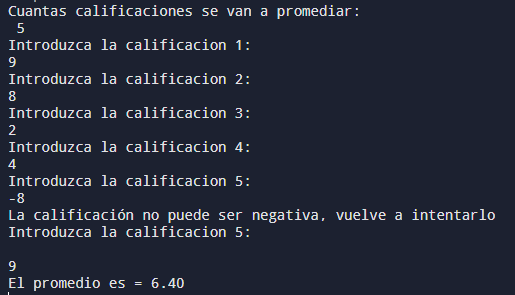 Cuantas calificaciones se van a promediar:
5
Introduzca la calificacion 1:
9
Introduzca la calificacion 2:
8
Introduzca la calificacion 3:
2
Introduzca la calificacion 4:
4
Introduzca la calificacion 5:
-8
La calificación no puede ser negativa, vuelve a intentarlo
Introduzca la calificacion 5:
9
El promedio es = 6.40